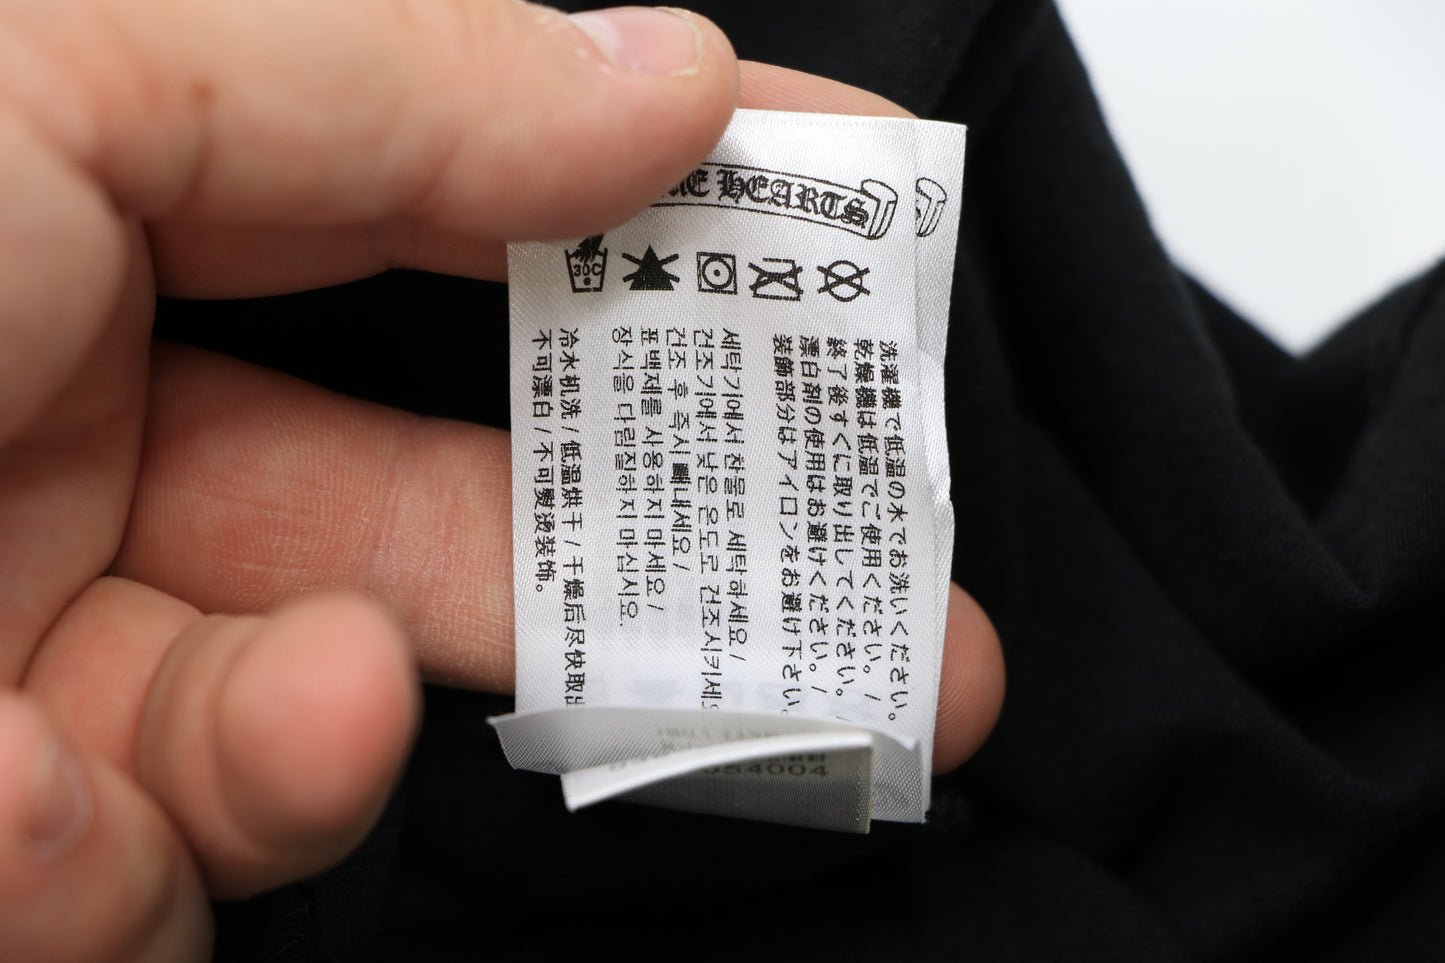 HEARTS
30C
洗濯機で低温の水でお洗いください。/
乾燥機は低温でご使用ください。/
終了後すぐに取り出してください。/
漂白剤の使用はお避けください。/
装飾部分はアイロンをお避け下さい。
세탁기에서 찬물로 세탁하세요/
건조기에서 낮은 온도로 건조시키세요
건조 후 즉시 빼내세요/
표백제를 사용하지 마세요/
장식을 다림질하지 마십시요.
冷水机洗/低温烘干/干燥后尽快取出
不可漂白/不可熨烫装饰。
054004